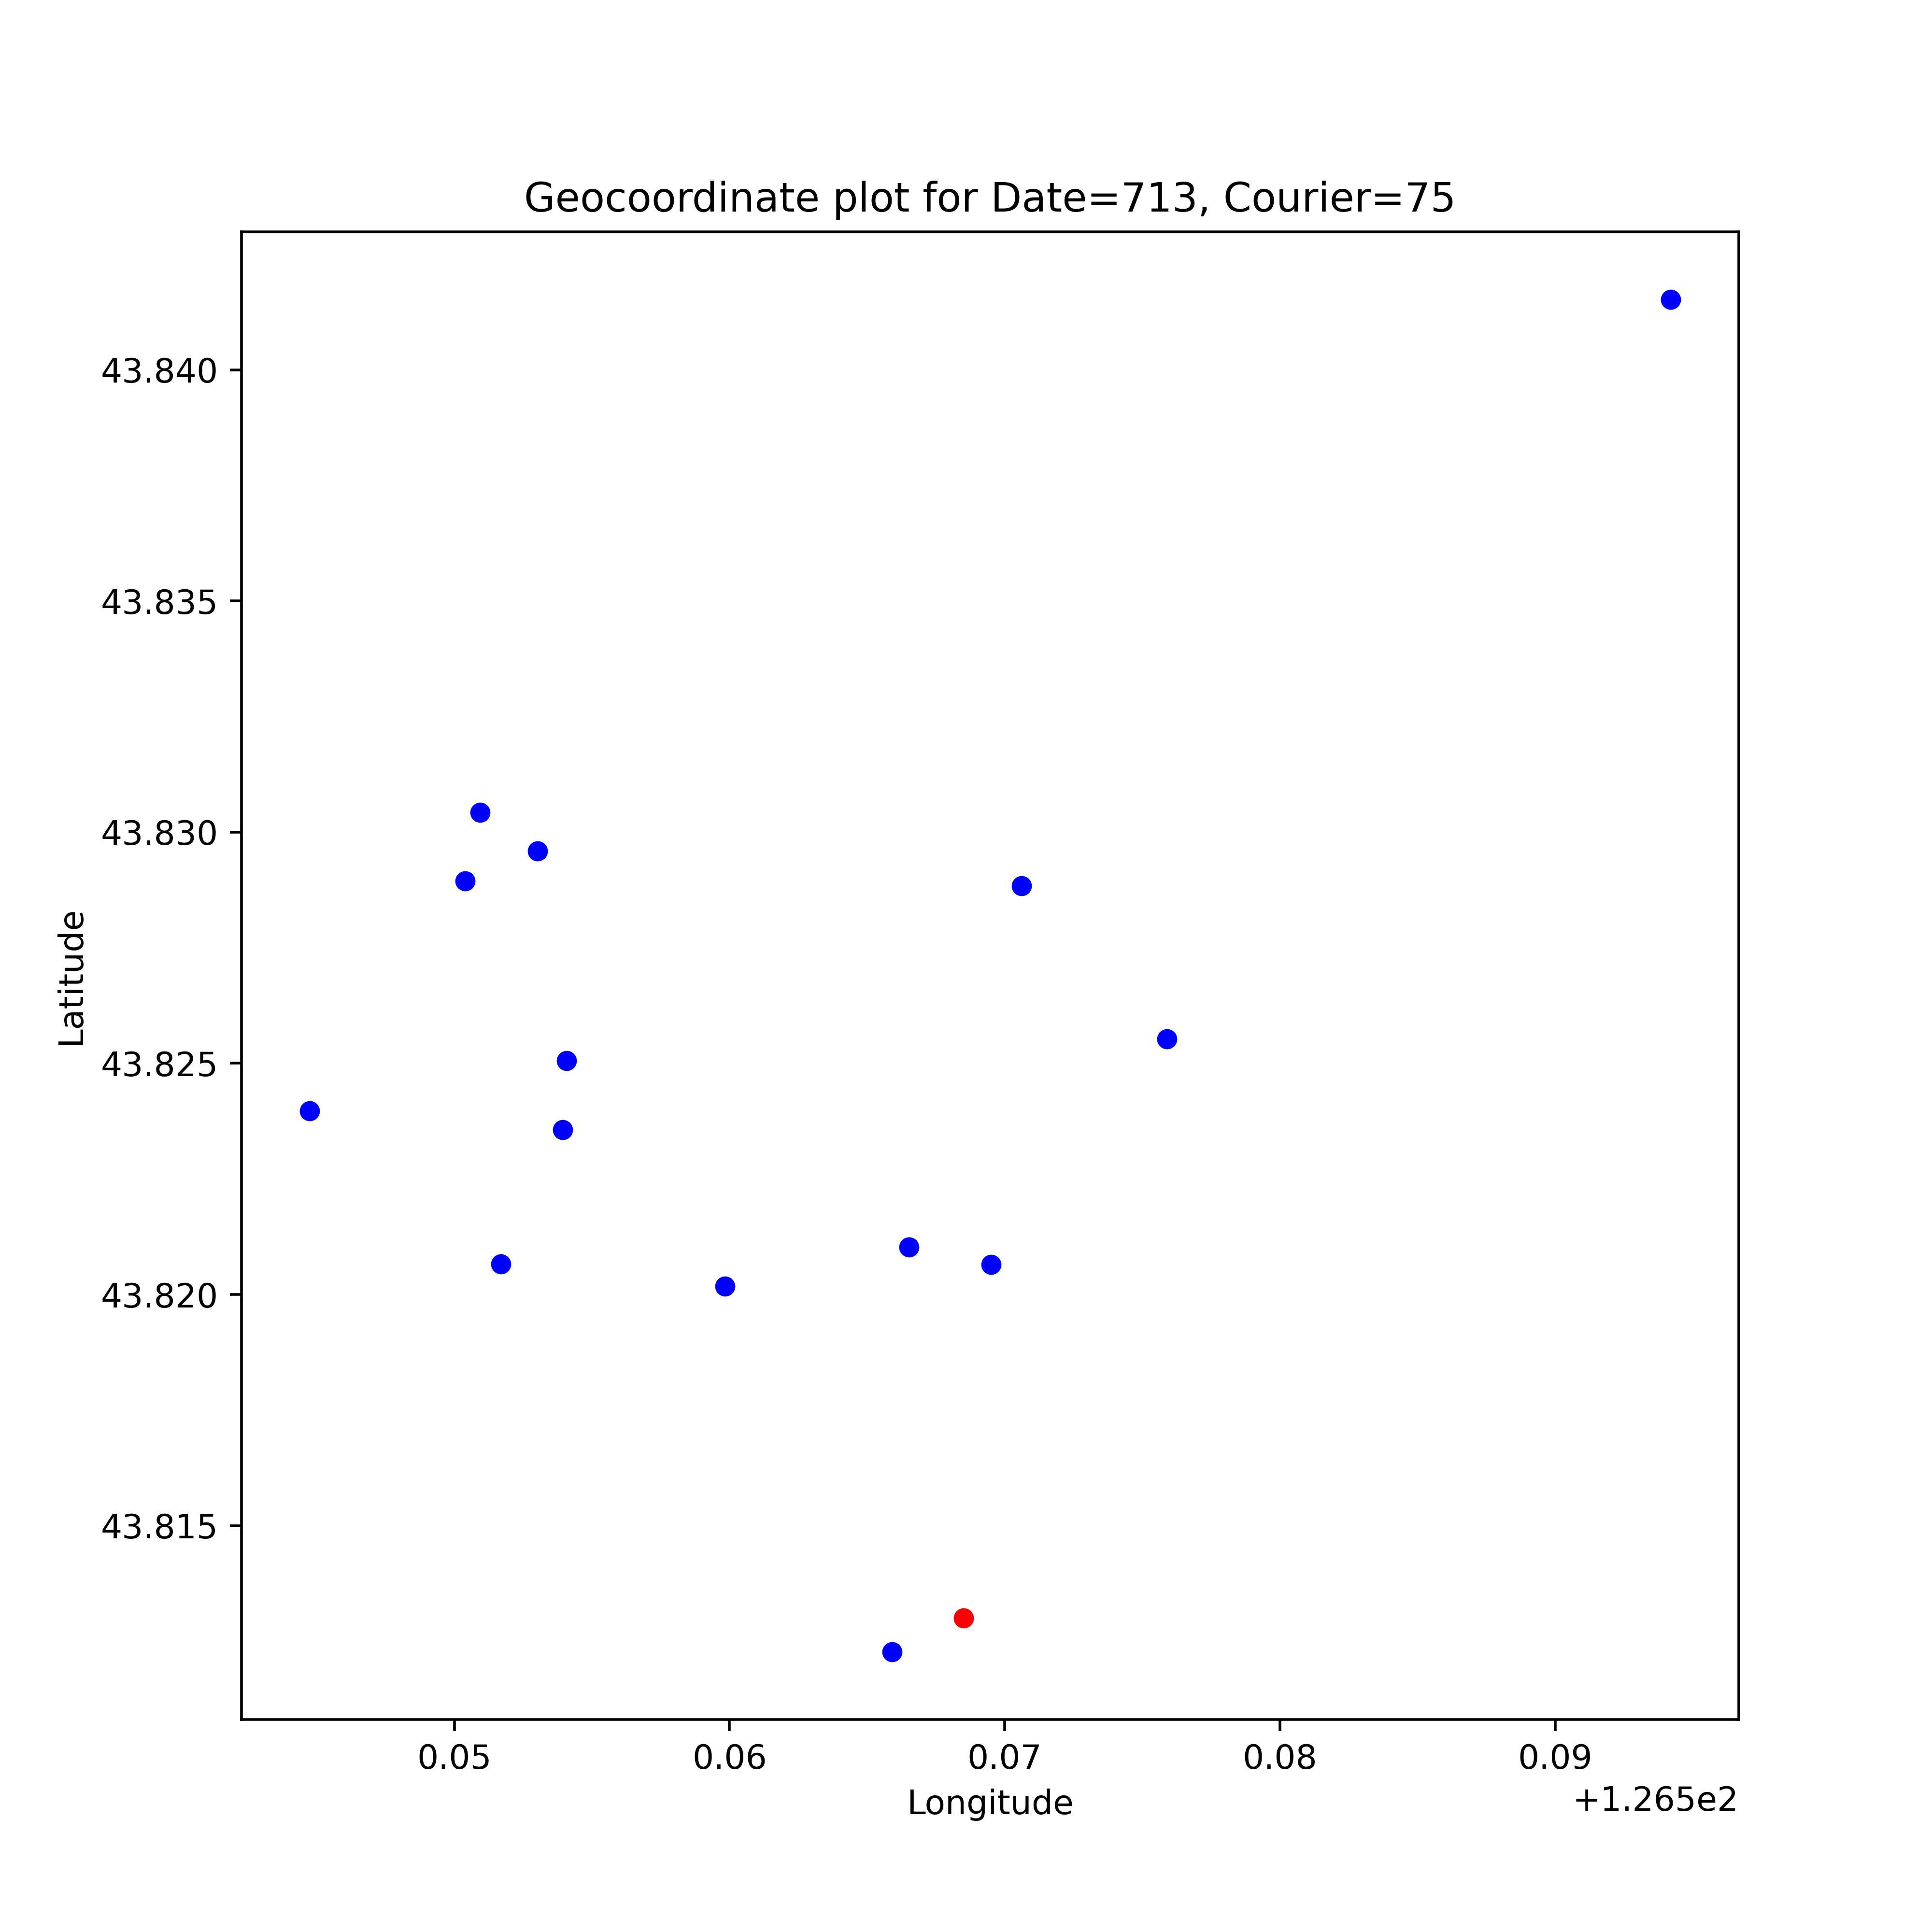 Geocoordinate plot for Date=713, Courier=75
43.840
43.835
43.830
43.825
43.820
43.815
Latitude
0.05 0.06 0.07 0.08 0.09
+1.265e2
Longitude